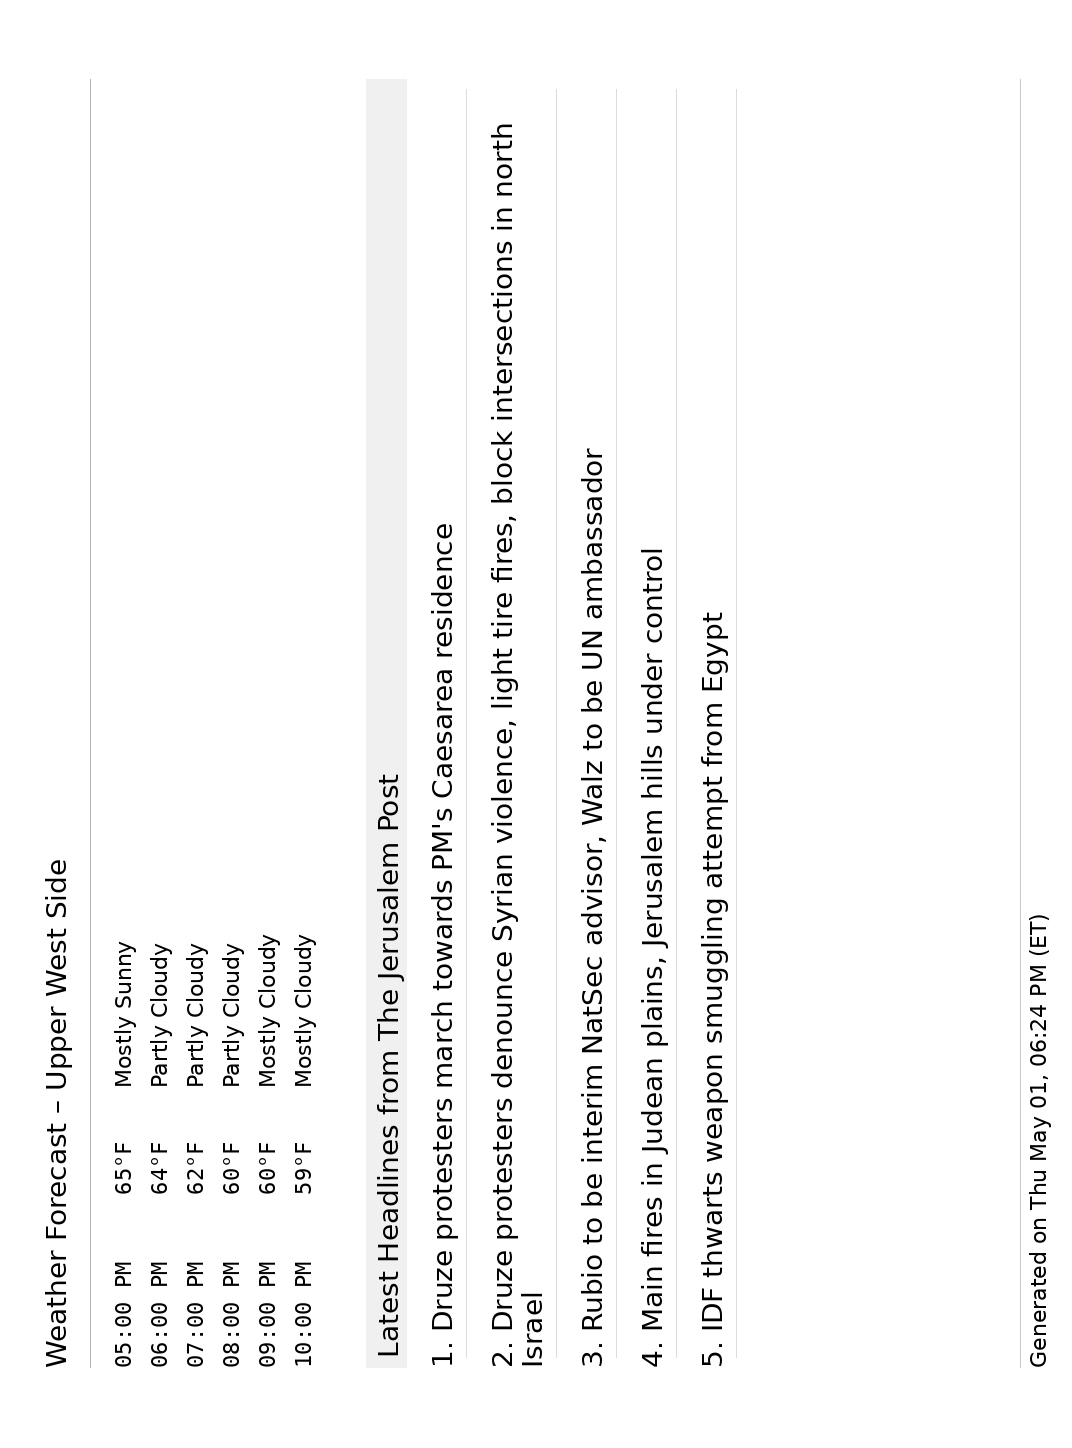 Weather Forecast – Upper West Side
05:00 PM 65°F Mostly Sunny
06:00 PM 64°F Partly Cloudy
07:00 PM 62°F Partly Cloudy
08:00 PM 60°F Partly Cloudy
09:00 PM 60°F Mostly Cloudy
10:00 PM 59°F Mostly Cloudy
Latest Headlines from The Jerusalem Post
1. Druze protesters march towards PM's Caesarea residence
2. Druze protesters denounce Syrian violence, light tire fires, block intersections in north
Israel
3. Rubio to be interim NatSec advisor, Walz to be UN ambassador
4. Main fires in Judean plains, Jerusalem hills under control
5. IDF thwarts weapon smuggling attempt from Egypt
Generated on Thu May 01, 06:24 PM (ET)